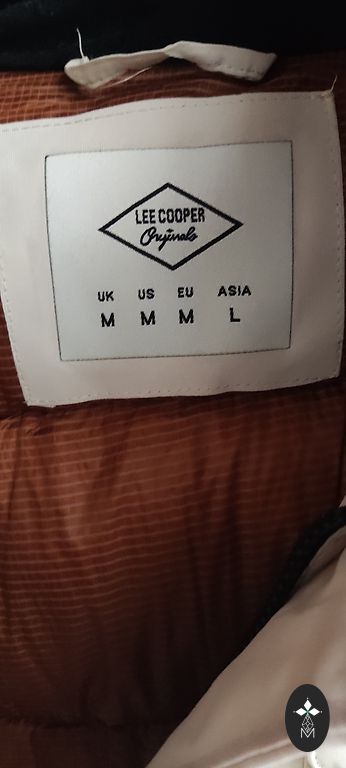 LEE COOPER
Originals
UK US EU ASIA
M M M L